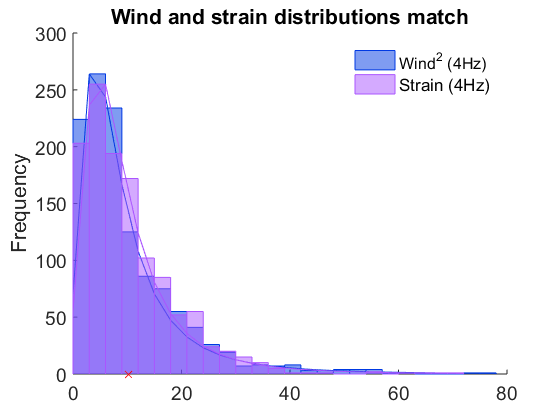 Wind and strain distributions match
Wind² (4Hz)
Strain (4Hz)
Frequency
300
250
200
150
100
50
0
0 20 40 60 80